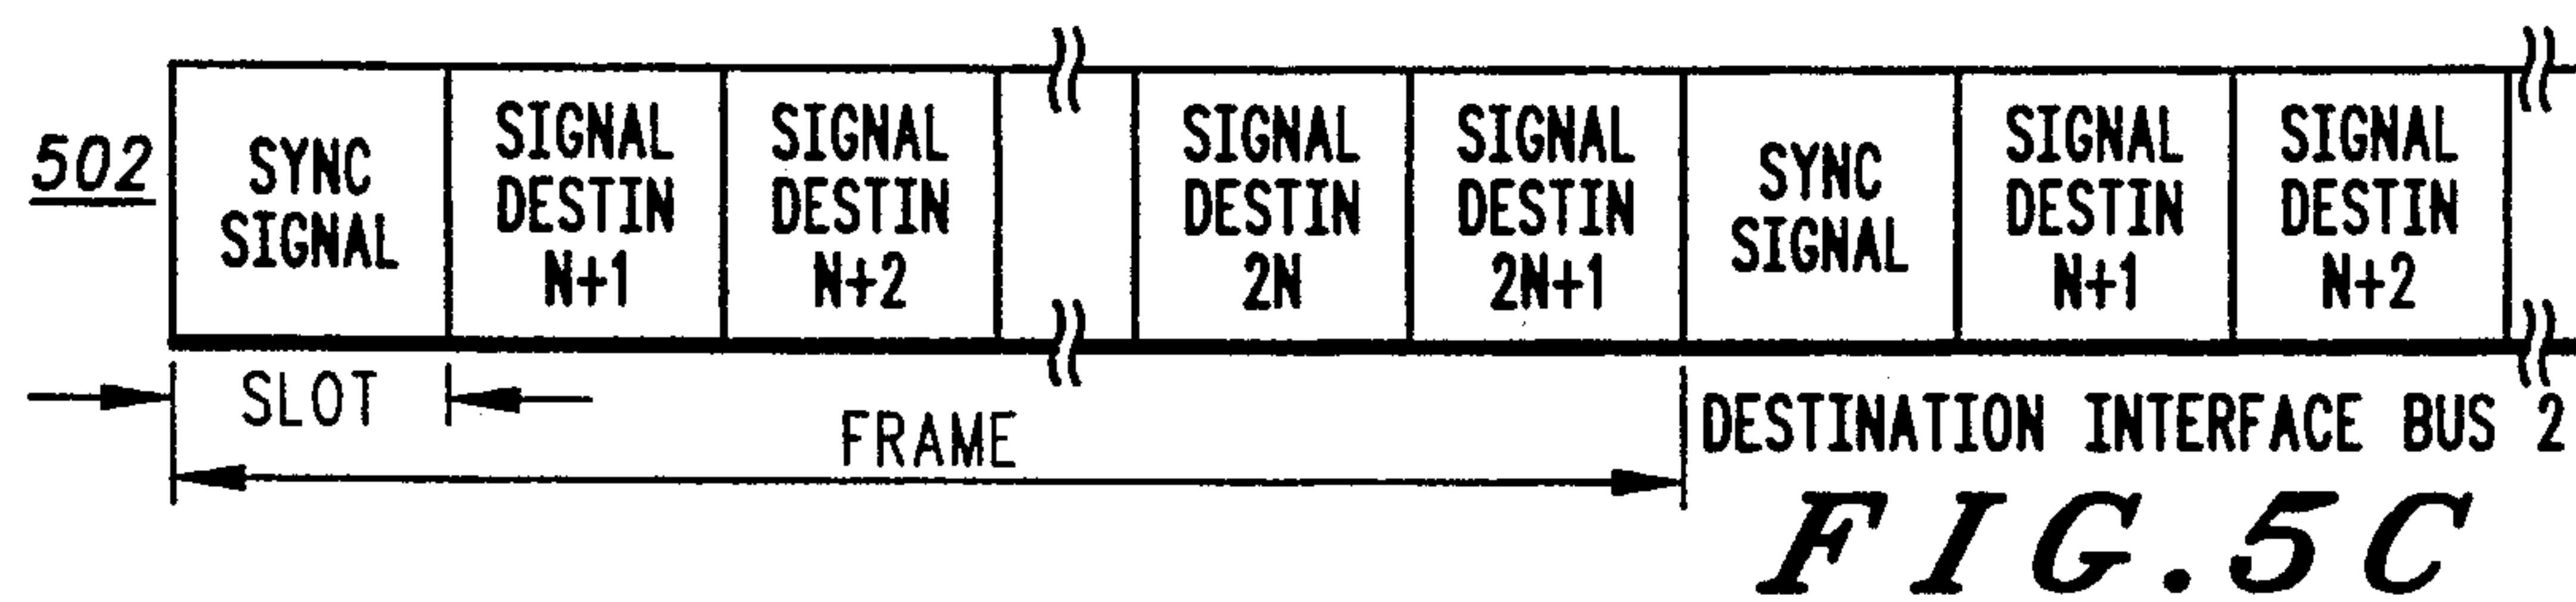 502
SYNC
SIGNAL
SIGNAL
DESTIN
N+1
SIGNAL
DESTIN
N+2
SIGNAL
DESTIN
2N
SIGNAL
DESTIN
2N+1
SYNC
SIGNAL
SIGNAL
DESTIN
N+1
SIGNAL
DESTIN
N+2
SLOT
FRAME
DESTINATION INTERFACE BUS 2
FIG.5C